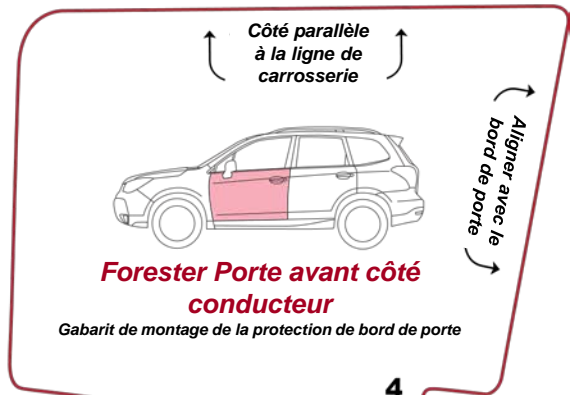 Côté parallèle
à la ligne de
carrosserie
Aligner avec le
bord de porte
Forester Porte avant côté
conducteur
Gabarit de montage de la protection de bord de porte
4